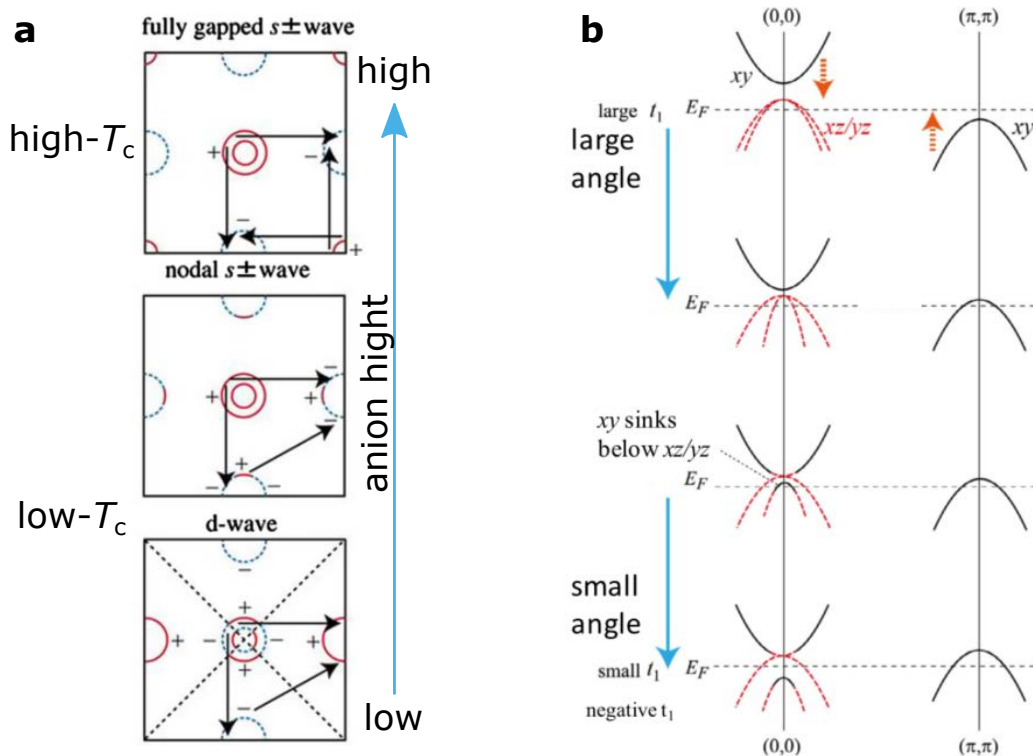 a
fully gapped s±wave
high
high-Tc
+
−
−
+
nodal s±wave
anion hight
+
−
+
−
+
−
−
low-Tc
d-wave
−
+
+
−
−
+
+
−
low
b
(0,0)
(π,π)
xy
large t1
EF
xz/yz
xy
large
angle
EF
xy sinks
below xz/yz
EF
small
angle
small t1
EF
negative t1
(0,0)
(π,π)